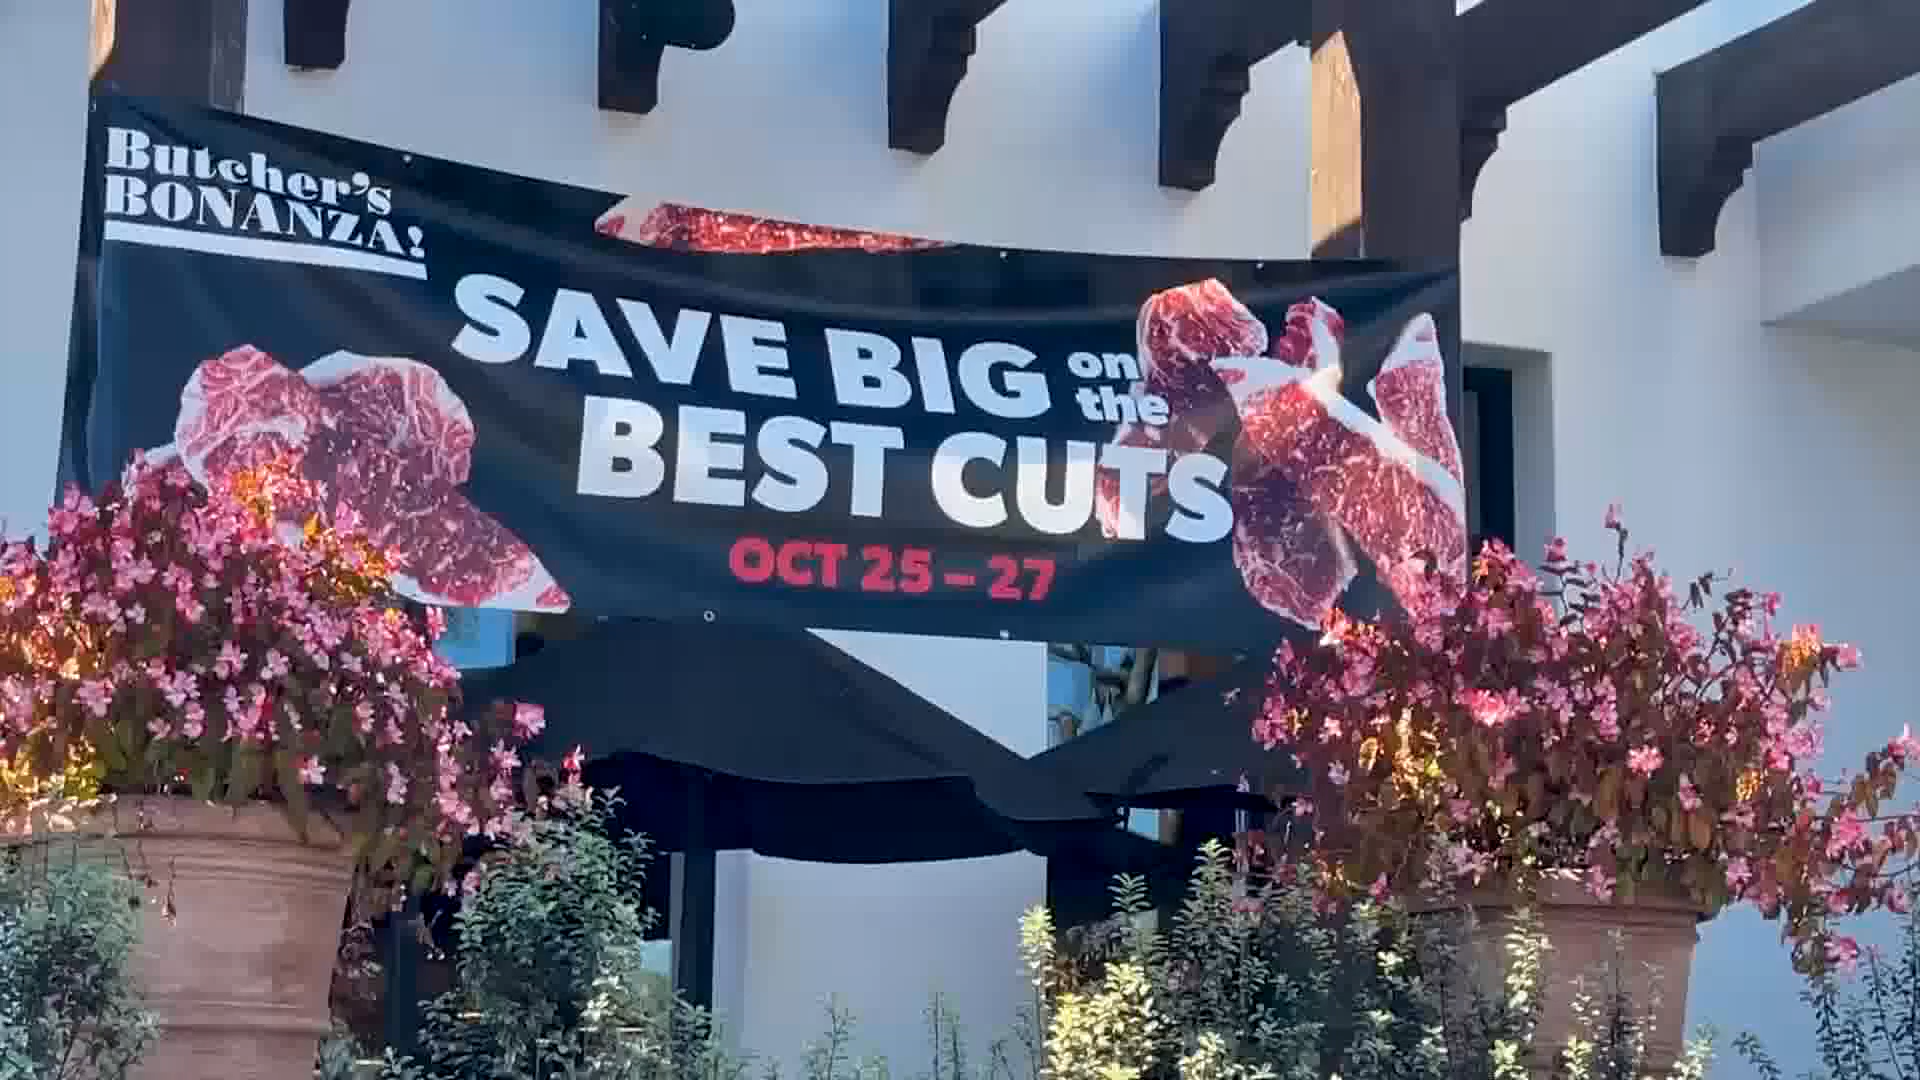 Butcher's
BONANZA!
SAVE BIG on the
BEST CUTS
OCT 25 – 27